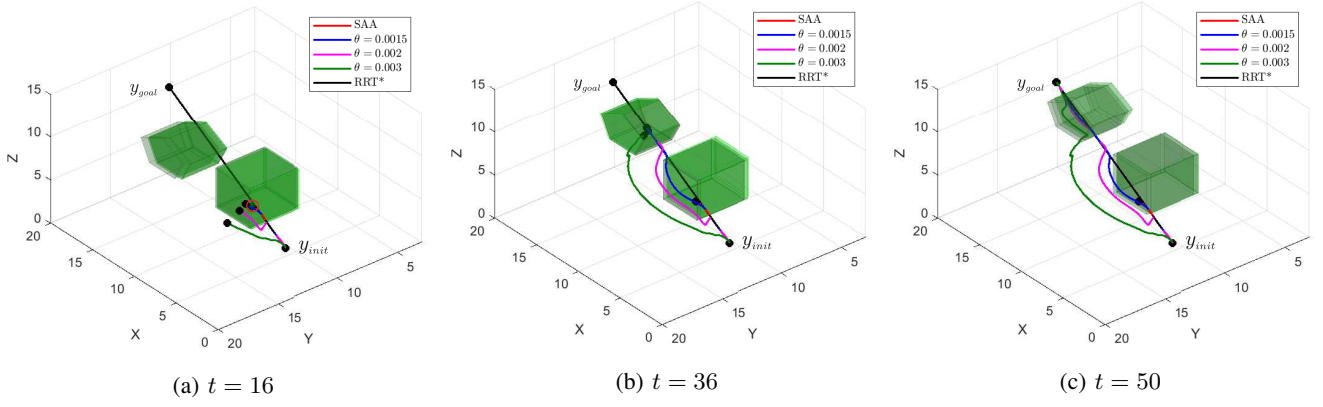 SAA
θ = 0.0015
θ = 0.002
θ = 0.003
RRT*
15
10
5
0
Z
y_goal
y_init
20
15
10
5
0
X
20
15
10
5
Y
(a) t = 16
SAA
θ = 0.0015
θ = 0.002
θ = 0.003
RRT*
15
10
5
0
Z
y_goal
y_init
20
15
10
5
0
X
20
15
10
5
Y
(b) t = 36
SAA
θ = 0.0015
θ = 0.002
θ = 0.003
RRT*
15
10
5
0
Z
y_goal
y_init
20
15
10
5
0
X
20
15
10
5
Y
(c) t = 50